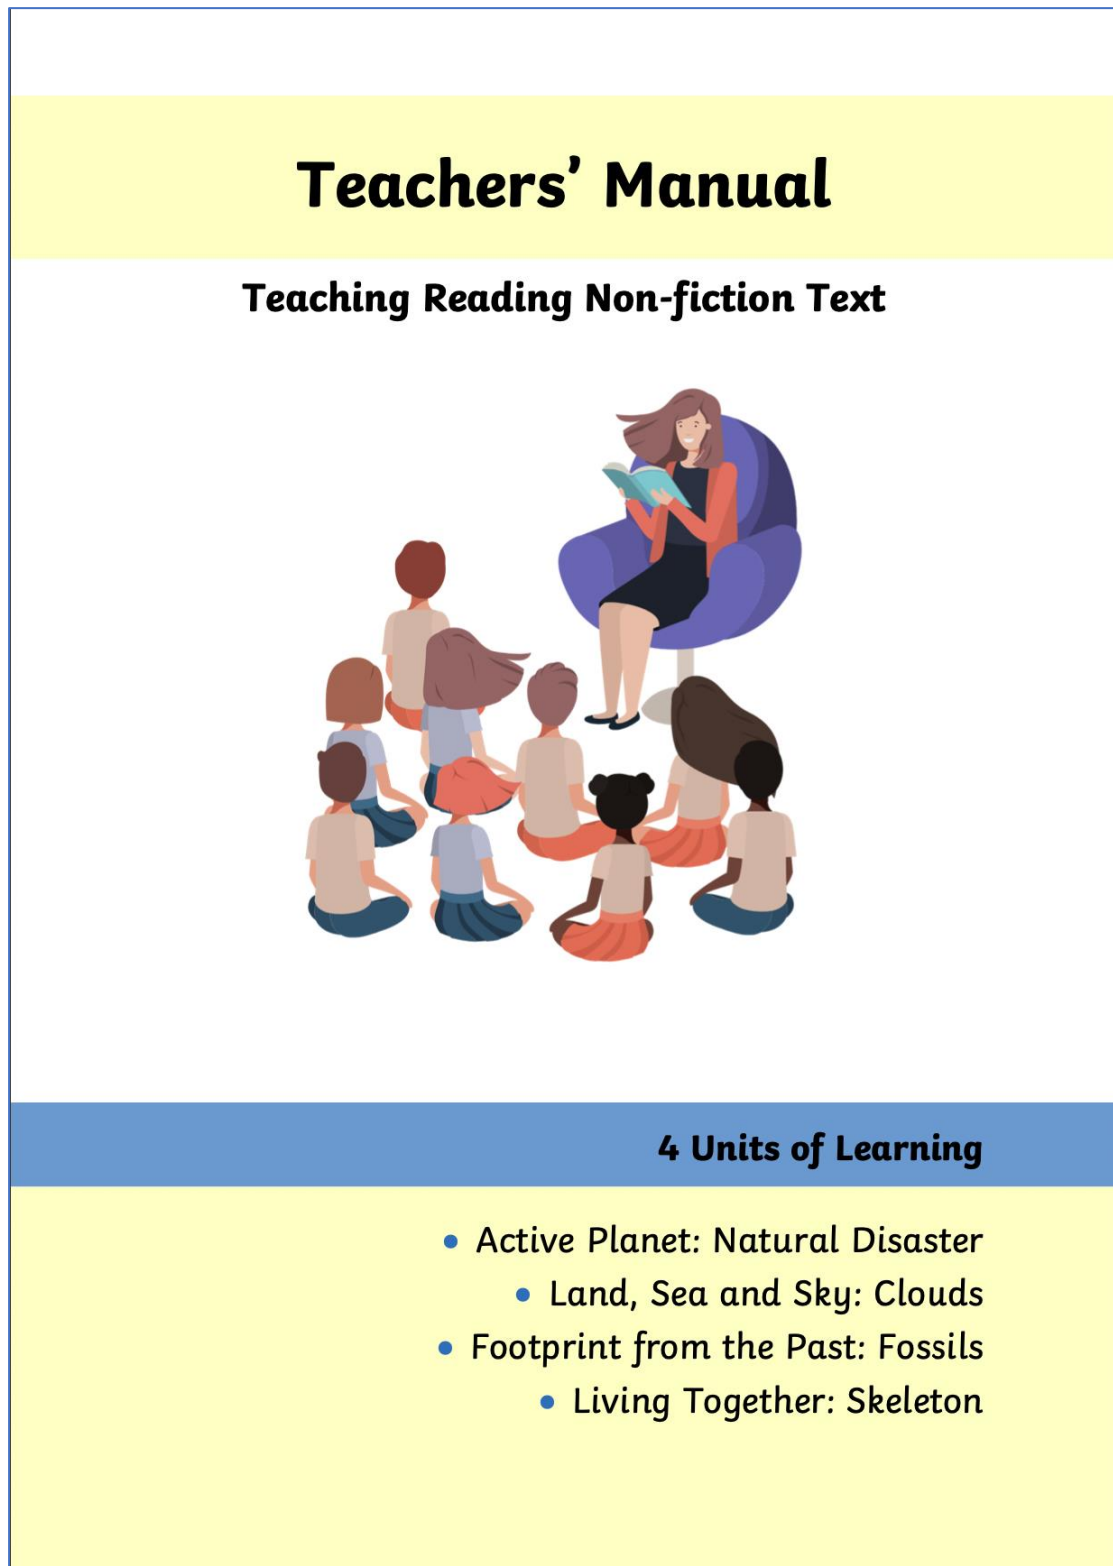 Teachers’ Manual
Teaching Reading Non-fiction Text
4 Units of Learning
• Active Planet: Natural Disaster
• Land, Sea and Sky: Clouds
• Footprint from the Past: Fossils
• Living Together: Skeleton